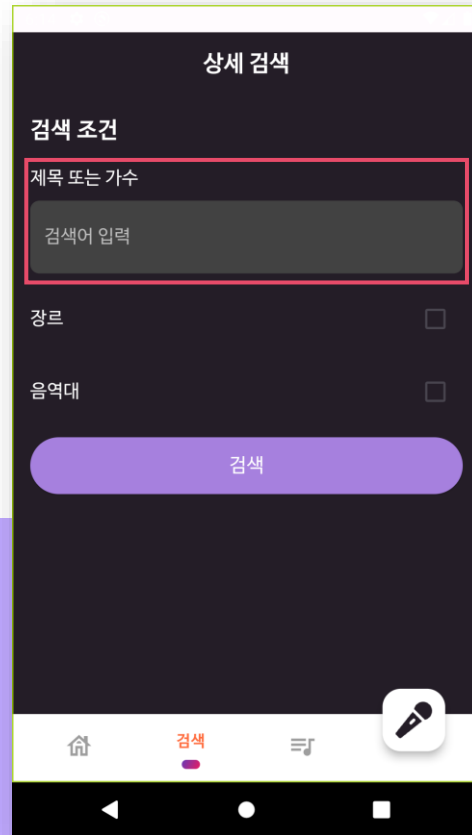 상세 검색
검색 조건
제목 또는 가수
검색어 입력
장르
음역대
검색
검색